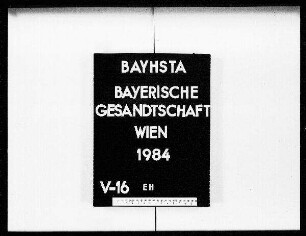 BAYHSTA
BAYERISCHE
GESANDTSCHAFT
WIEN
1984
V-16 EH